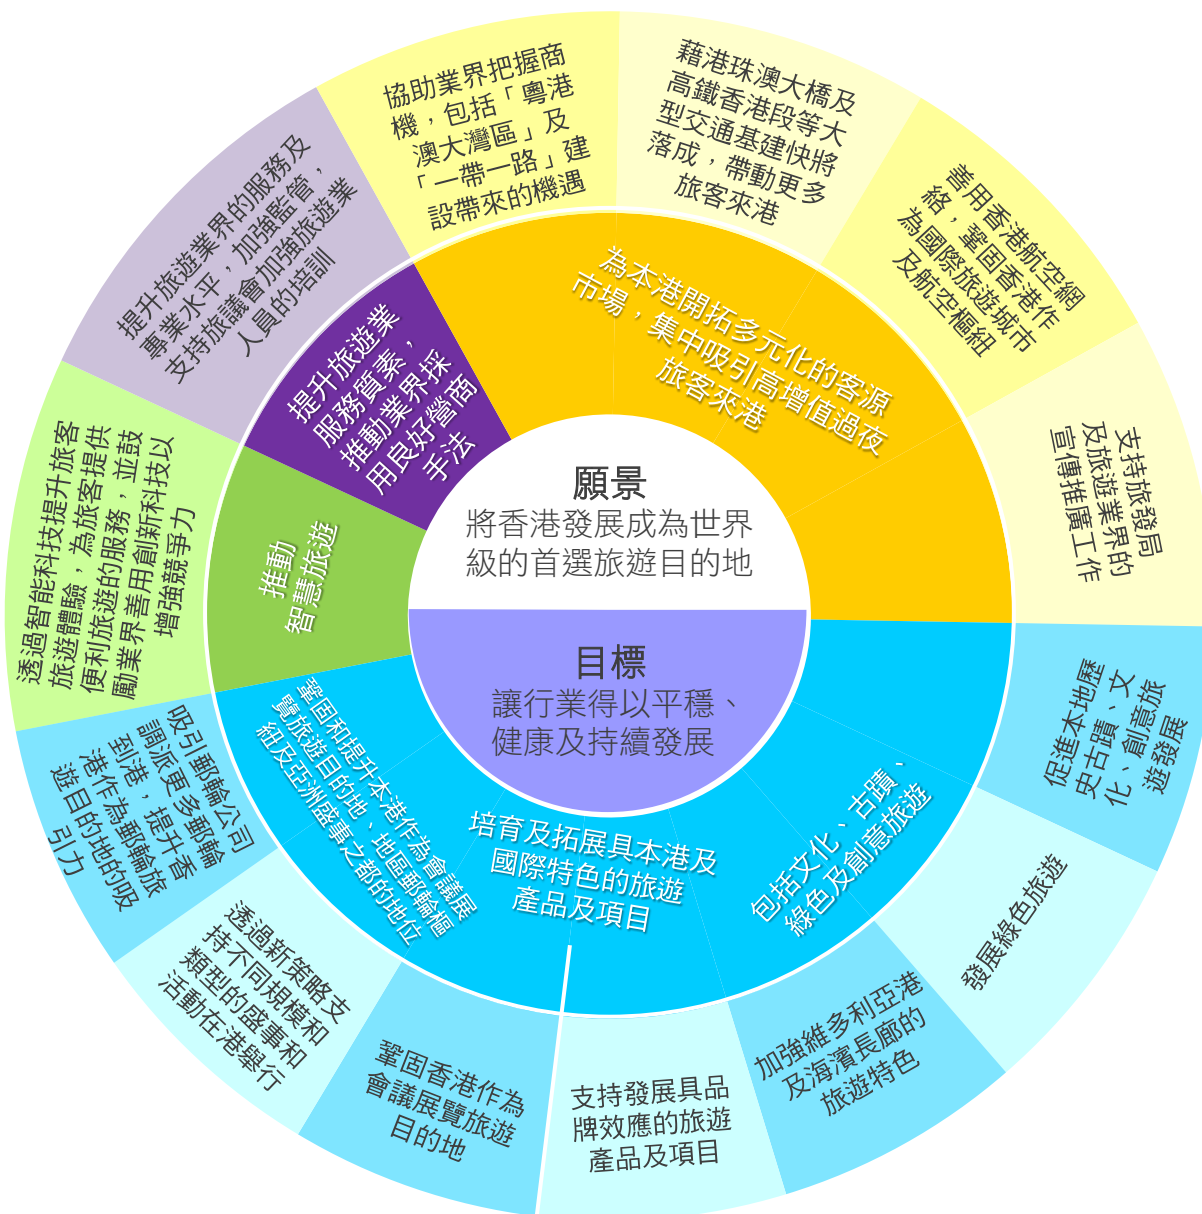 願景
將香港發展成為世界
級的首選旅遊目的地
目標
讓行業得以平穩、
健康及持續發展
為本港開拓多元化的客源
市場，集中吸引高增值過夜
旅客來港
協助業界把握商
機，包括「粵港
澳大灣區」及
「一帶一路」建
設帶來的機遇
藉港珠澳大橋及
高鐵香港段等大
型交通基建快將
落成，帶動更多
旅客來港
善用香港航空網
絡，鞏固香港作
為國際旅遊城市
及航空樞紐
支持旅發局
及旅遊業界的
宣傳推廣工作
培育及拓展具本港及
國際特色的旅遊
產品及項目
包括文化、古蹟、
綠色及創意旅遊
促進本地歷
史古蹟、文
化、創意旅
遊發展
發展綠色旅遊
加強維多利亞港
及海濱長廊的
旅遊特色
支持發展具品
牌效應的旅遊
產品及項目
鞏固和提升本港作為會議展
覽旅遊目的地、地區郵輪樞
紐及亞洲盛事之都的地位
鞏固香港作為
會議展覽旅遊
目的地
透過新策略支
持不同規模和
類型的盛事和
活動在港舉行
吸引郵輪公司
調派更多郵輪
到港，提升香
港作為郵輪旅
遊目的地的吸
引力
推動
智慧旅遊
透過智能科技提升旅客
旅遊體驗，為旅客提供
便利旅遊的服務，並鼓
勵業界善用創新科技以
增強競爭力
提升旅遊業
服務質素，
推動業界採
用良好營商
手法
提升旅遊業界的服務及
專業水平，加強監管，
支持旅議會加強旅遊業
人員的培訓